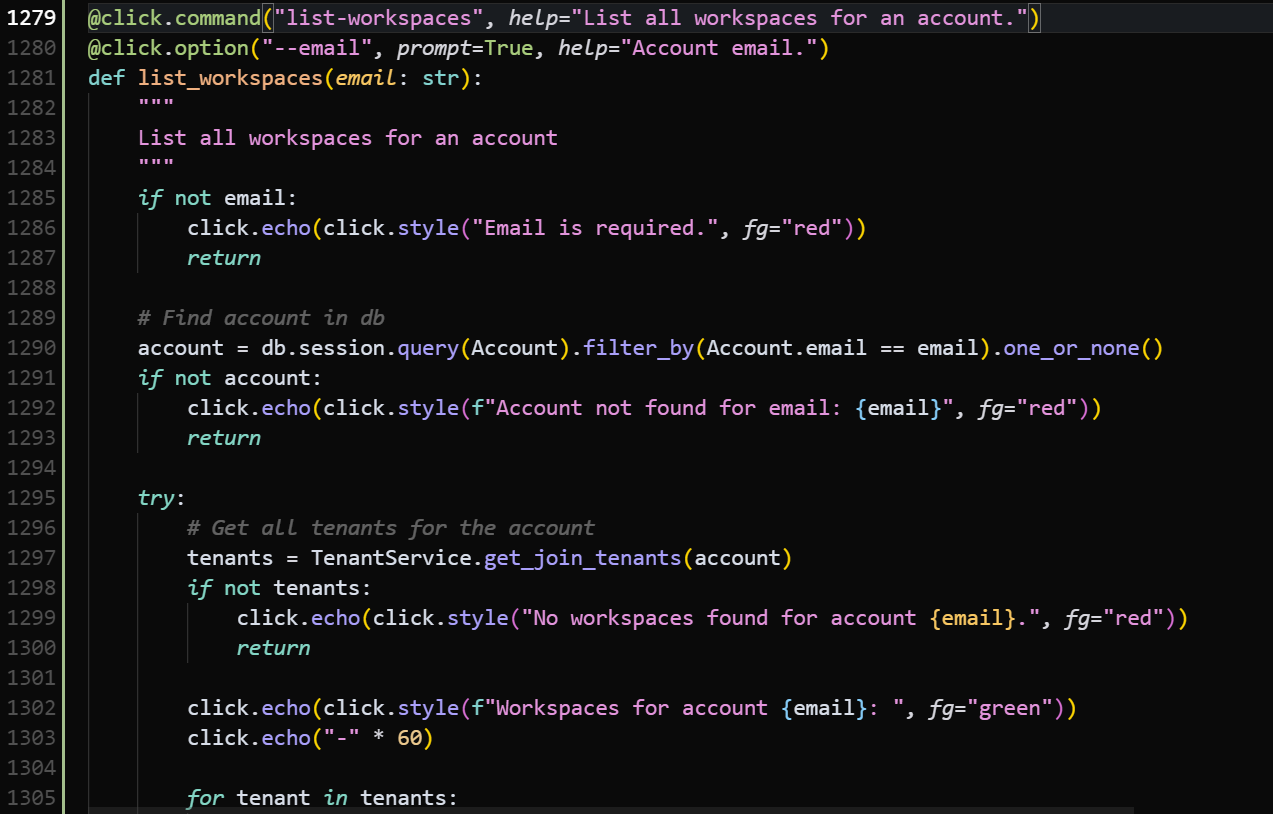 1279 @click.command("list-workspaces", help="List all workspaces for an account.")
1280 @click.option("--email", prompt=True, help="Account email.")
1281 def list_workspaces(email: str):
1282     """
1283     List all workspaces for an account
1284     """
1285     if not email:
1286         click.echo(click.style("Email is required.", fg="red"))
1287         return
1288
1289     # Find account in db
1290     account = db.session.query(Account).filter_by(Account.email == email).one_or_none()
1291     if not account:
1292         click.echo(click.style(f"Account not found for email: {email}", fg="red"))
1293         return
1294
1295     try:
1296         # Get all tenants for the account
1297         tenants = TenantService.get_join_tenants(account)
1298         if not tenants:
1299             click.echo(click.style("No workspaces found for account {email}.", fg="red"))
1300             return
1301
1302         click.echo(click.style(f"Workspaces for account {email}: ", fg="green"))
1303         click.echo("-" * 60)
1304
1305         for tenant in tenants: